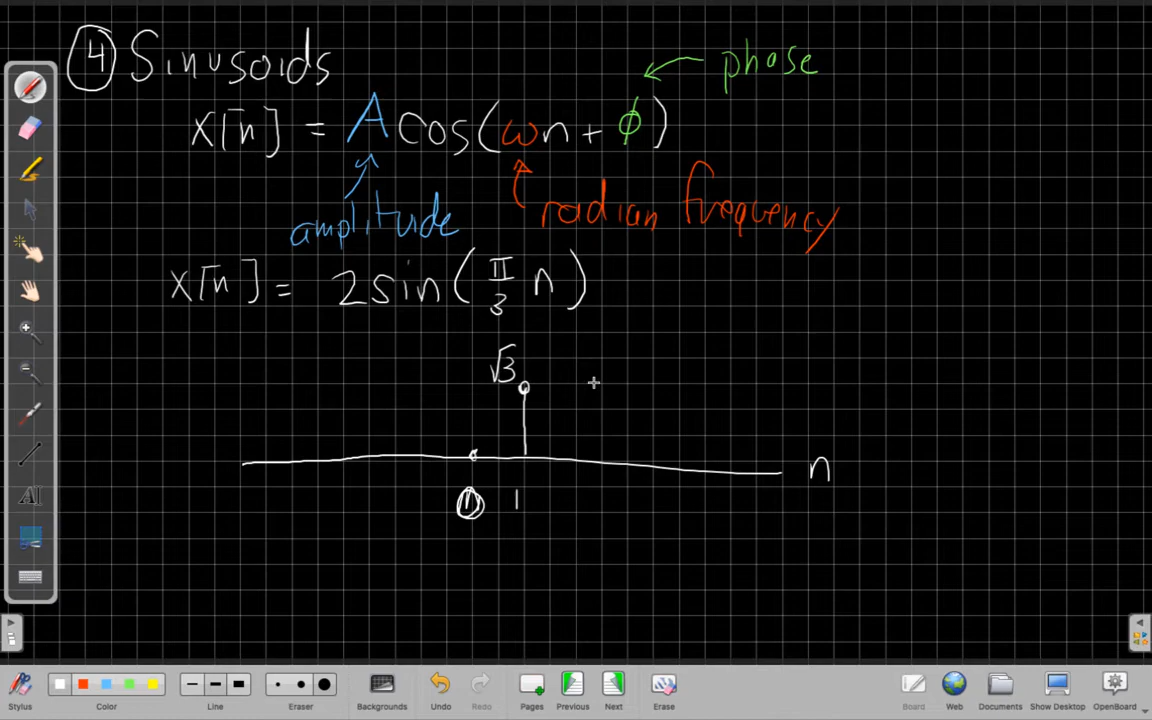 ④ Sinusoids
phase
x[n] = A cos(ωn + ϕ)
amplitude
radian frequency
x[n] = 2 sin(π/3 n)
√3
n
1
Stylus
Color
Line
Eraser
Backgrounds
Undo
Redo
Pages
Previous
Next
Erase
Board
Web
Documents
Show Desktop
OpenBoard